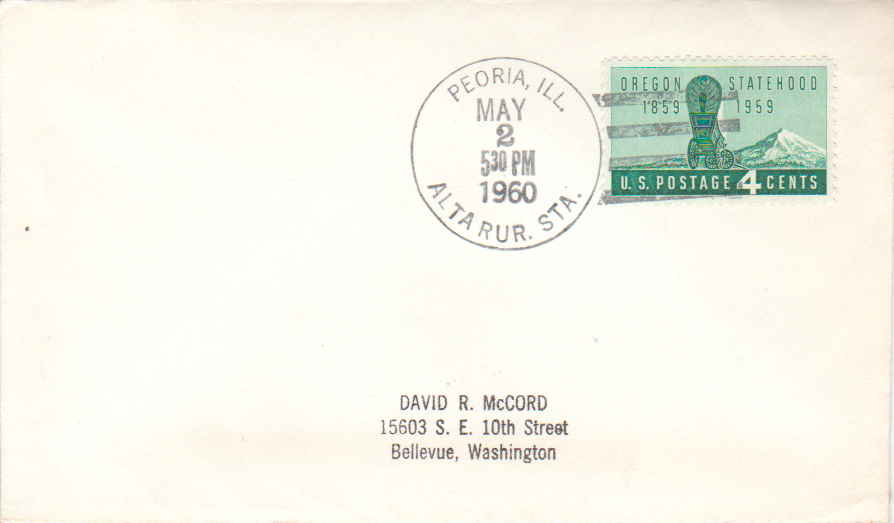 PEORIA, ILL.
MAY
2
530 PM
1960
ALTA RUR. STA.
OREGON STATEHOOD
1859 1959
U.S. POSTAGE 4 CENTS
DAVID R. McCORD
15603 S. E. 10th Street
Bellevue, Washington